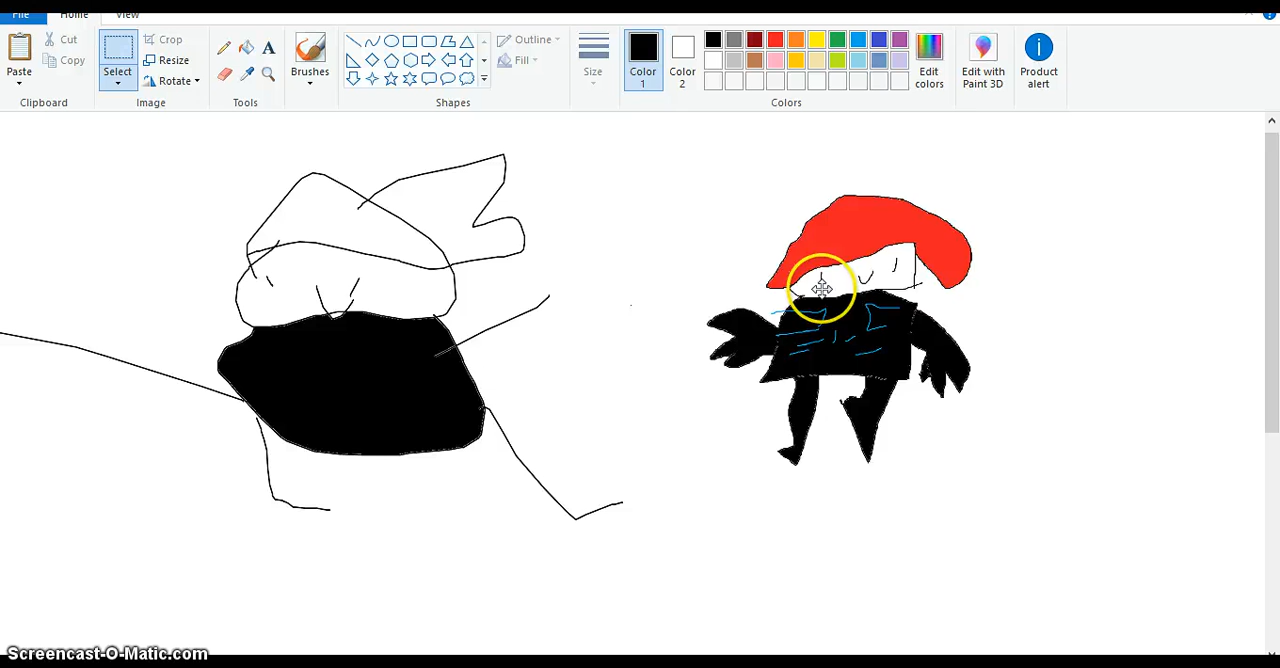 File Home View
Cut
Copy
Paste
Clipboard
Select
Crop
Resize
Rotate
Image
A
Tools
Brushes
Outline
Fill
Shapes
Size
Color 1
Color 2
Edit colors
Colors
Edit with Paint 3D
Product alert
Screencast-O-Matic.com